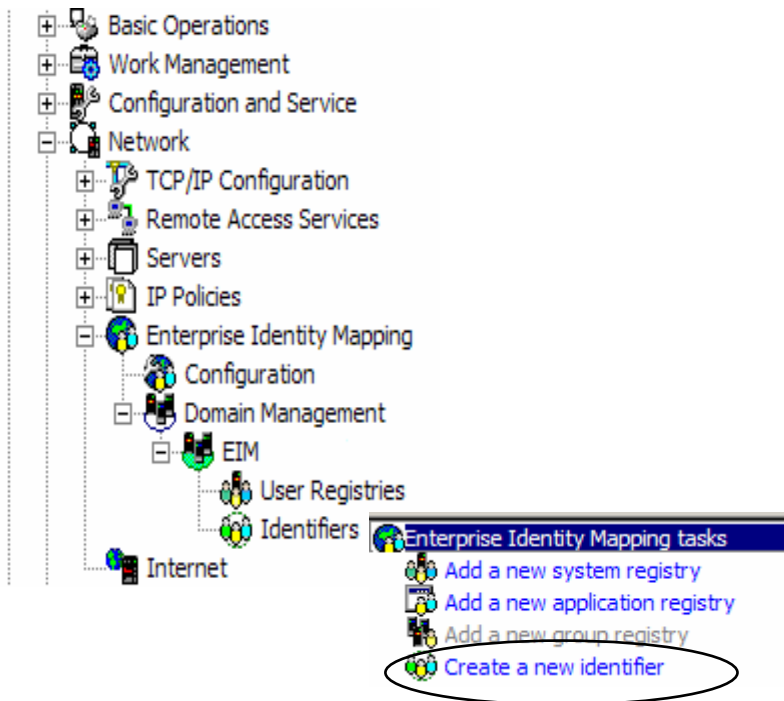 Basic Operations
Work Management
Configuration and Service
Network
TCP/IP Configuration
Remote Access Services
Servers
IP Policies
Enterprise Identity Mapping
Configuration
Domain Management
EIM
User Registries
Identifiers
Internet
Enterprise Identity Mapping tasks
Add a new system registry
Add a new application registry
Add a new group registry
Create a new identifier